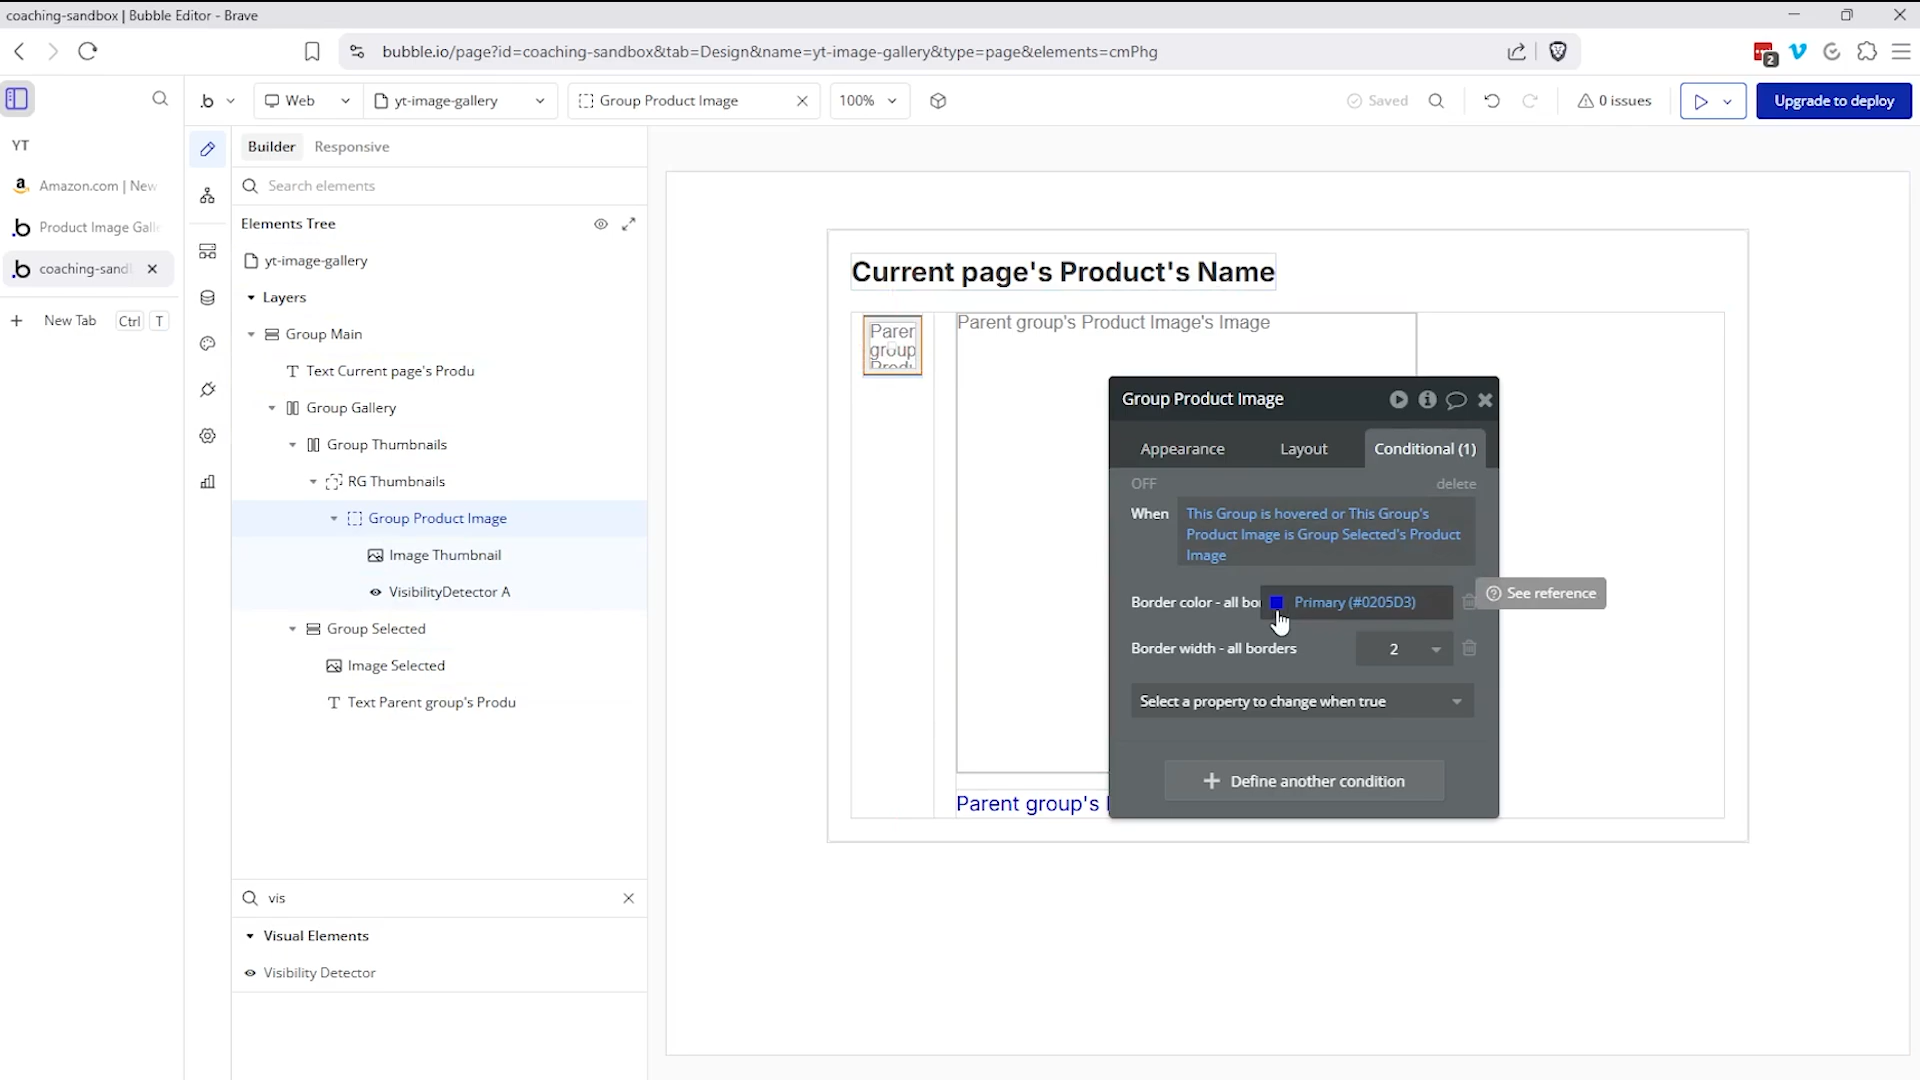 coaching-sandbox | Bubble Editor - Brave
bubble.io/page?id=coaching-sandbox&tab=Design&name=yt-image-gallery&type=page&elements=cmPhg
2
YT
Amazon.com | New
Product Image Gall
coaching-sand
New Tab Ctrl T
.b
Web
yt-image-gallery
Group Product Image
100%
Saved
0 issues
Upgrade to deploy
Builder
Responsive
Search elements
Elements Tree
yt-image-gallery
Layers
Group Main
Text Current page's Produ
Group Gallery
Group Thumbnails
RG Thumbnails
Group Product Image
Image Thumbnail
VisibilityDetector A
Group Selected
Image Selected
Text Parent group's Produ
vis
Visual Elements
Visibility Detector
Current page's Product's Name
Paren
group
Produ
Parent group's Product Image's Image
Parent group's
Group Product Image
Appearance
Layout
Conditional (1)
OFF
delete
When
This Group is hovered or This Group's
Product Image is Group Selected's Product
Image
Border color - all bor
Primary (#0205D3)
See reference
Border width - all borders
2
Select a property to change when true
Define another condition